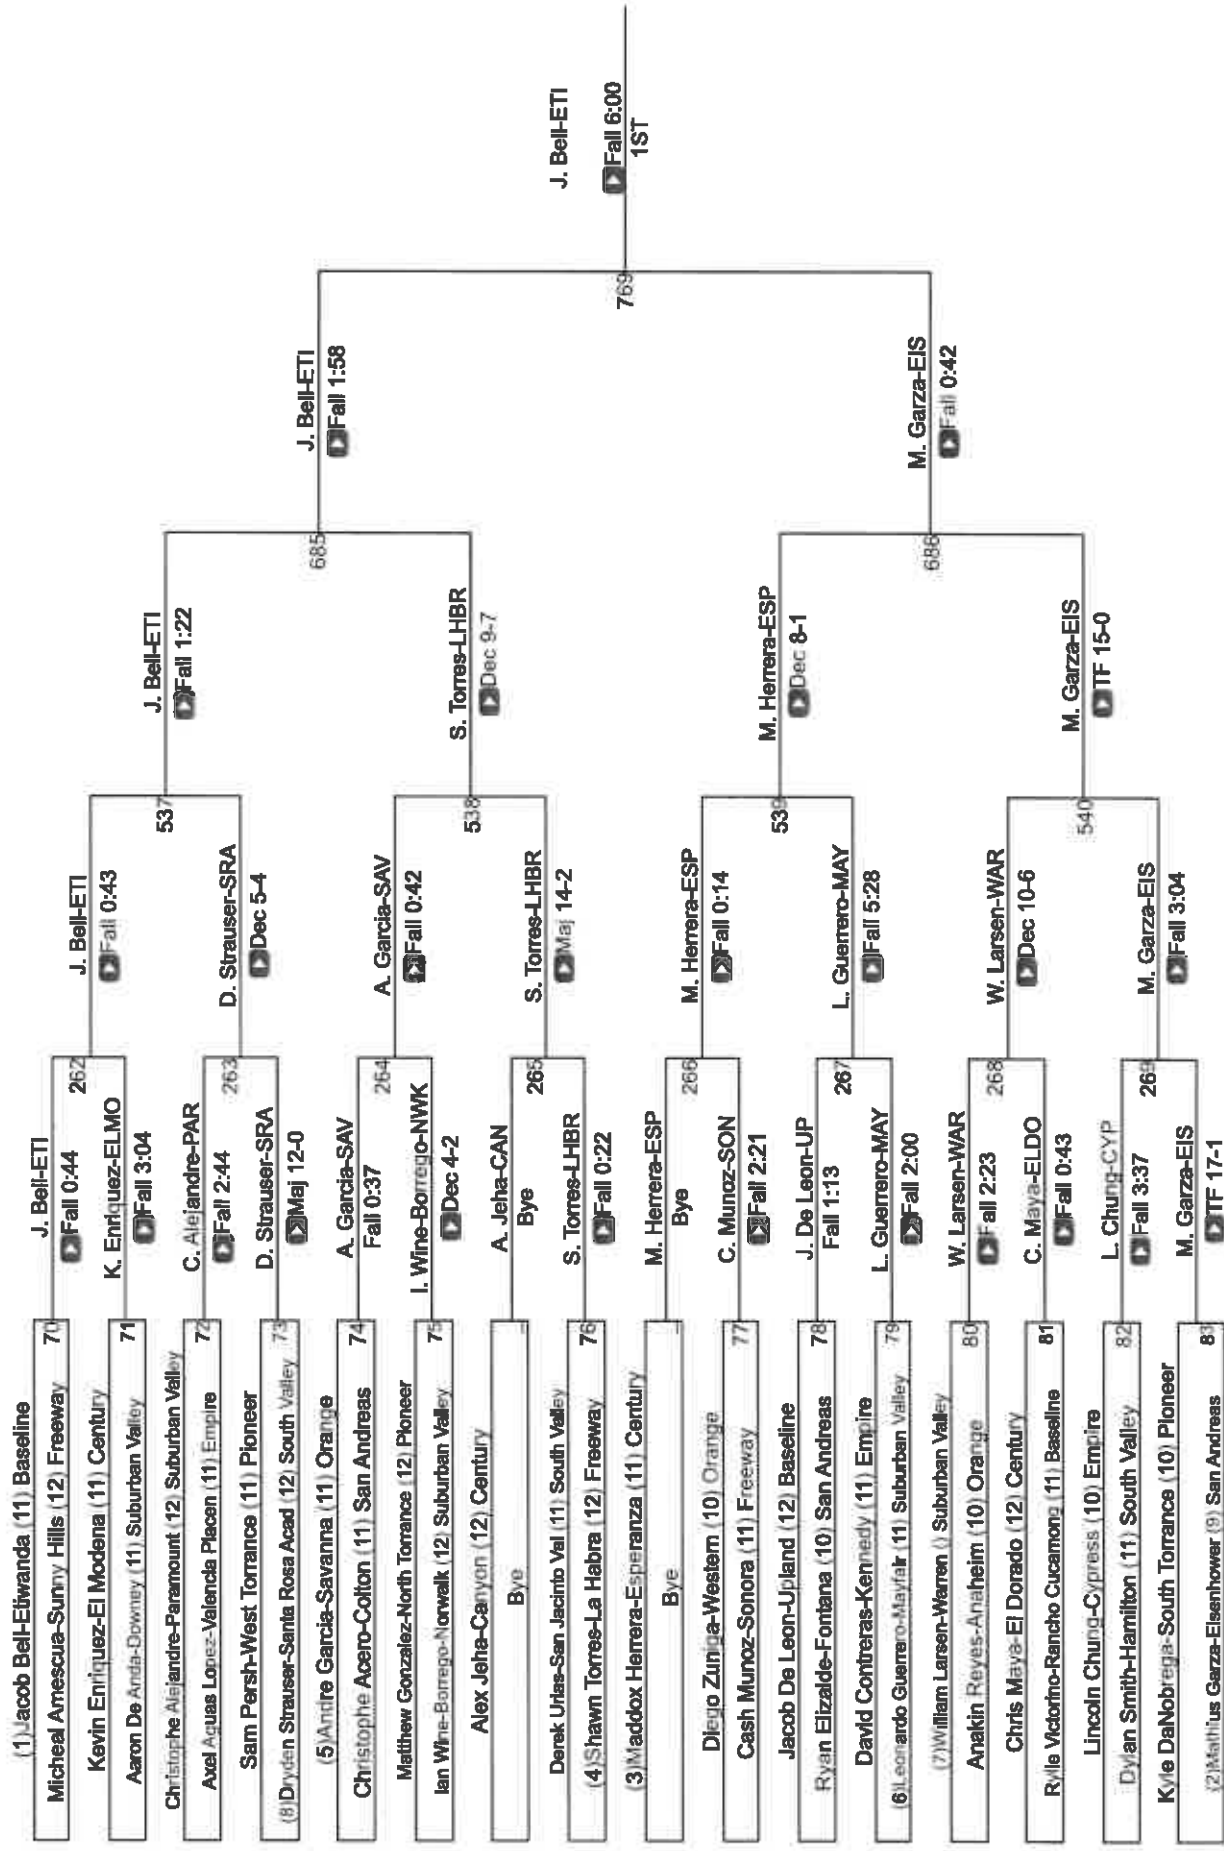 (1)Jacob Bell-Etiwanda (11) Baseline
Micheal Amescua-Sunny Hills (12) Freeway
70
Kevin Enriquez-El Modena (11) Century
Aaron De Anda-Downey (11) Suburban Valley
71
Christophe Alejandre-Paramount (12) Suburban Valley
Axel Aguas Lopez-Valencia Placen (11) Empire
72
Sam Persh-West Torrance (11) Pioneer
(8)Dryden Strauser-Santa Rosa Acad (12) South Valley
73
(5)Andre Garcia-Savanna (11) Orange
Christophe Acero-Colton (11) San Andreas
74
Matthew Gonzalez-North Torrance (12) Pioneer
Ian Wine-Borrego-Norwalk (12) Suburban Valley
75
Alex Jeha-Canyon (12) Century
Bye
Derek Urias-San Jacinto Val (11) South Valley
(4)Shawn Torres-La Habra (12) Freeway
76
(3)Maddox Herrera-Esperanza (11) Century
Bye
Diego Zuniga-Western (10) Orange
Cash Munoz-Sonora (11) Freeway
77
Jacob De Leon-Upland (12) Baseline
Ryan Elizalde-Fontana (10) San Andreas
78
David Contreras-Kennedy (11) Empire
(6)Leonardo Guerrero-Mayfair (11) Suburban Valley
79
(7)William Larsen-Warren () Suburban Valley
Anakin Reyes-Anaheim (10) Orange
80
Chris Maya-El Dorado (12) Century
Rylie Victorino-Rancho Cucamong (11) Baseline
81
Lincoln Chung-Cypress (10) Empire
Dylan Smith-Hamilton (11) South Valley
82
Kyle DaNobrega-South Torrance (10) Pioneer
(2)Mathius Garza-Eisenhower (9) San Andreas
83
J. Bell-ETI
Fall 0:44
262
K. Enriquez-ELMO
Fall 3:04
C. Alejandre-PAR
Fall 2:44
263
D. Strauser-SRA
Maj 12-0
A. Garcia-SAV
Fall 0:37
264
I. Wine-Borrego-NWK
Dec 4-2
A. Jeha-CAN
Bye
265
S. Torres-LHBR
Fall 0:22
M. Herrera-ESP
Bye
266
C. Munoz-SON
Fall 2:21
J. De Leon-UP
Fall 1:13
267
L. Guerrero-MAY
Fall 2:00
W. Larsen-WAR
Fall 2:23
268
C. Maya-ELDO
Fall 0:43
L. Chung-CYP
Fall 3:37
269
M. Garza-EIS
TF 17-1
J. Bell-ETI
Fall 0:43
537
D. Strauser-SRA
Dec 5-4
A. Garcia-SAV
Fall 0:42
538
S. Torres-LHBR
Maj 14-2
M. Herrera-ESP
Fall 0:14
539
L. Guerrero-MAY
Fall 5:28
W. Larsen-WAR
Dec 10-6
540
M. Garza-EIS
Fall 3:04
J. Bell-ETI
Fall 1:22
685
S. Torres-LHBR
Dec 9-7
M. Herrera-ESP
Dec 8-1
686
M. Garza-EIS
TF 15-0
J. Bell-ETI
Fall 1:58
769
M. Garza-EIS
Fall 0:42
J. Bell-ETI
Fall 6:00
1ST